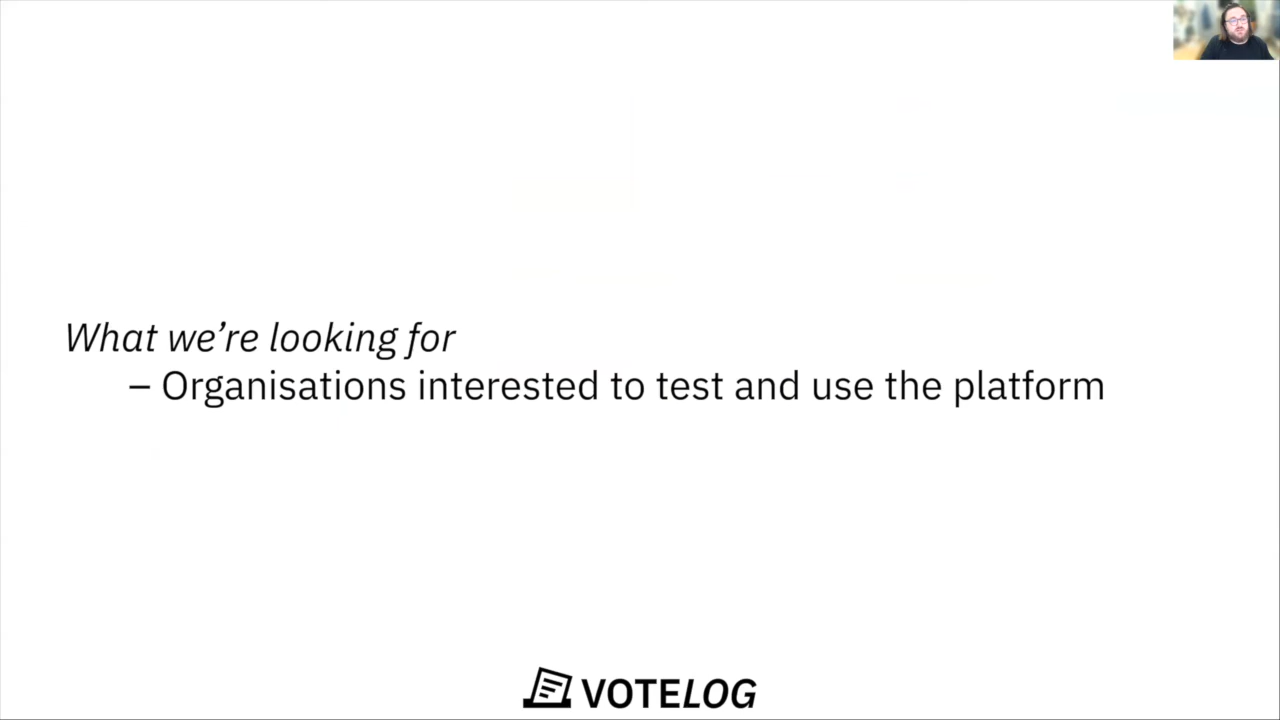 What we're looking for
– Organisations interested to test and use the platform
VOTELOG